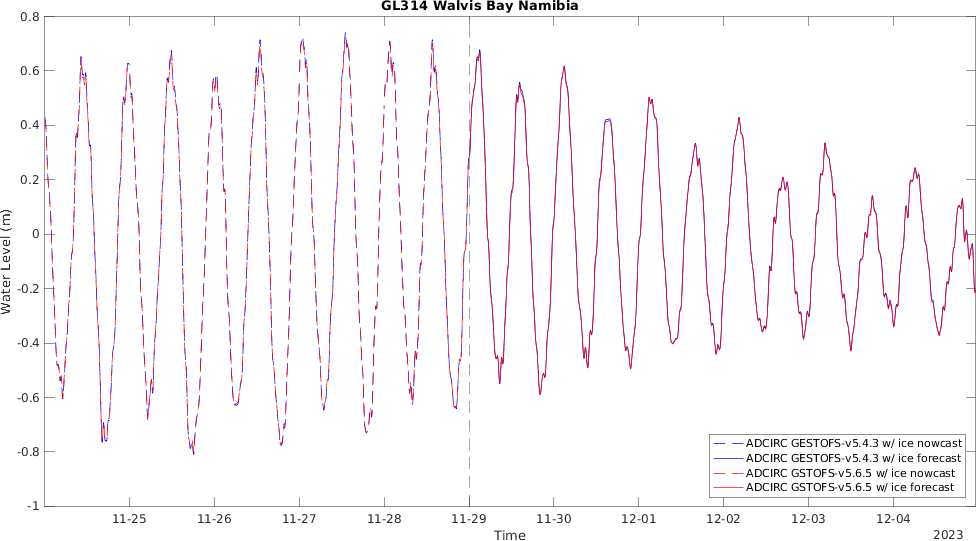 GL314 Walvis Bay Namibia
0.8
0.6
0.4
0.2
0
-0.2
-0.4
-0.6
-0.8
-1
Water Level (m)
ADCIRC GESTOFS-v5.4.3 w/ ice nowcast
ADCIRC GESTOFS-v5.4.3 w/ ice forecast
ADCIRC GSTOFS-v5.6.5 w/ ice nowcast
ADCIRC GSTOFS-v5.6.5 w/ ice forecast
11-25 11-26 11-27 11-28 11-29 11-30 12-01 12-02 12-03 12-04
Time
2023